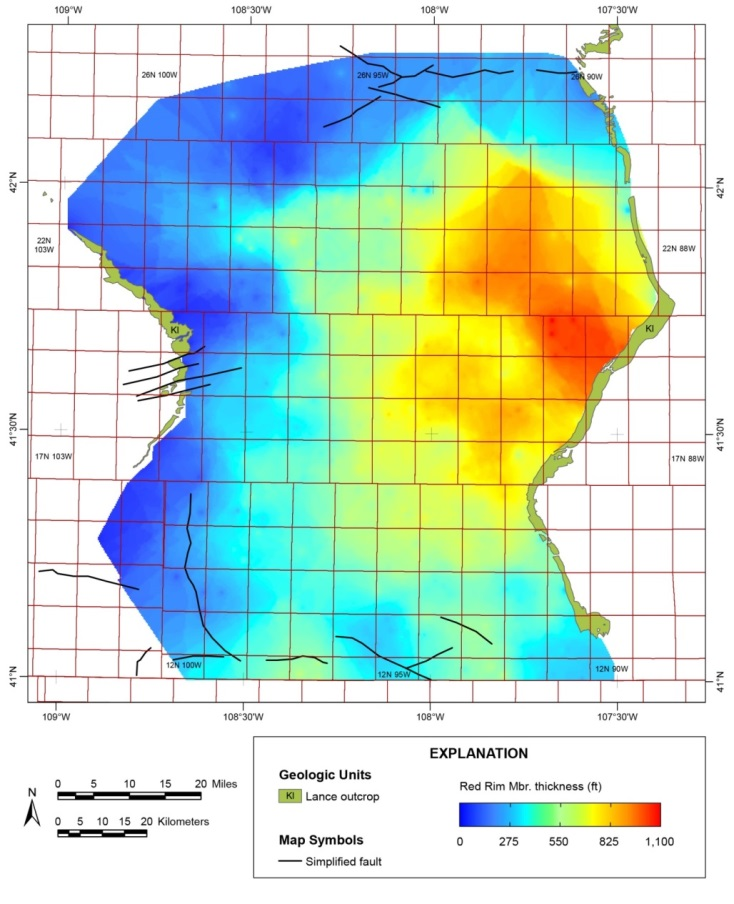 109°W 108°30'W 108°W 107°30'W
26N 100W
26N 95W
26N 90W
42°N
42°N
22N
103W
22N 88W
Kl
Kl
41°30'N
41°30'N
17N 103W
17N 88W
12N 100W
12N 95W
12N 90W
41°N
41°N
109°W 108°30'W 108°W 107°30'W
EXPLANATION
Geologic Units
Kl Lance outcrop
Map Symbols
Simplified fault
Red Rim Mbr. thickness (ft)
0 275 550 825 1,100
N
0 5 10 15 20 Miles
0 5 10 15 20 Kilometers